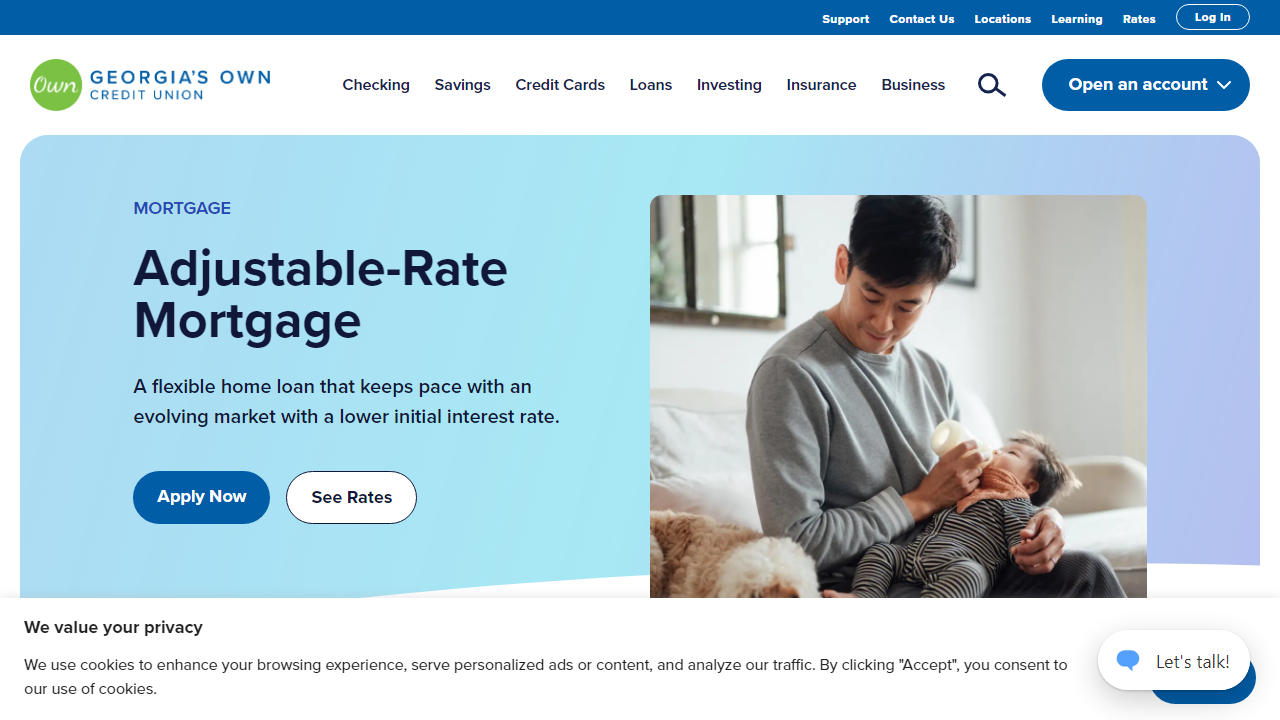 Support Contact Us Locations Learning Rates Log In
Own GEORGIA'S OWN
CREDIT UNION
Checking Savings Credit Cards Loans Investing Insurance Business Open an account
MORTGAGE
Adjustable-Rate
Mortgage
A flexible home loan that keeps pace with an
evolving market with a lower initial interest rate.
Apply Now See Rates
We value your privacy
We use cookies to enhance your browsing experience, serve personalized ads or content, and analyze our traffic. By clicking "Accept", you consent to
our use of cookies.
Let's talk!